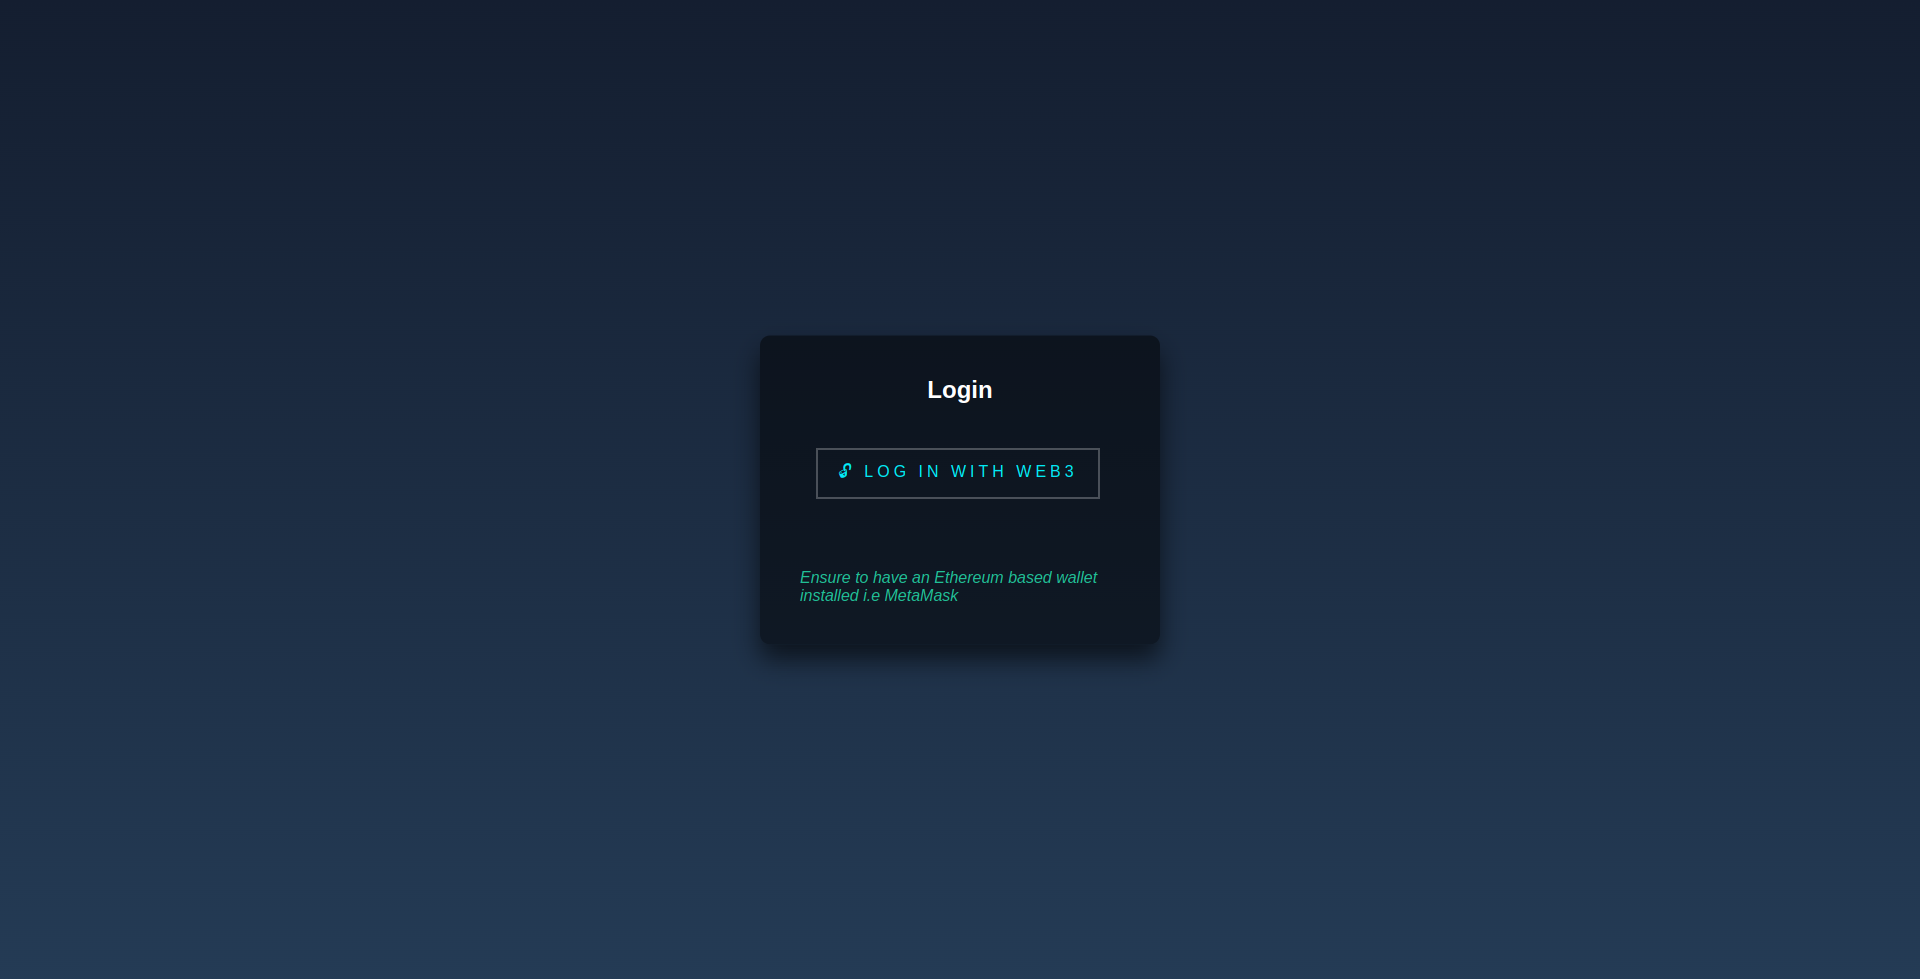 Login
LOG IN WITH WEB3
Ensure to have an Ethereum based wallet
installed i.e MetaMask